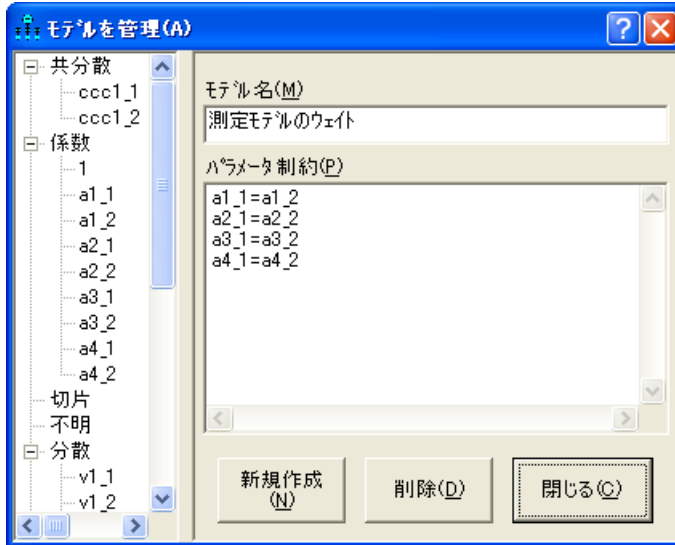 モデルを管理(A)
共分散
ccc1_1
ccc1_2
係数
1
a1_1
a1_2
a2_1
a2_2
a3_1
a3_2
a4_1
a4_2
切片
不明
分散
v1_1
v1_2
モデル名(M)
測定モデルのウェイト
パラメータ制約(P)
a1_1=a1_2
a2_1=a2_2
a3_1=a3_2
a4_1=a4_2
新規作成
(N)
削除(D)
閉じる(C)